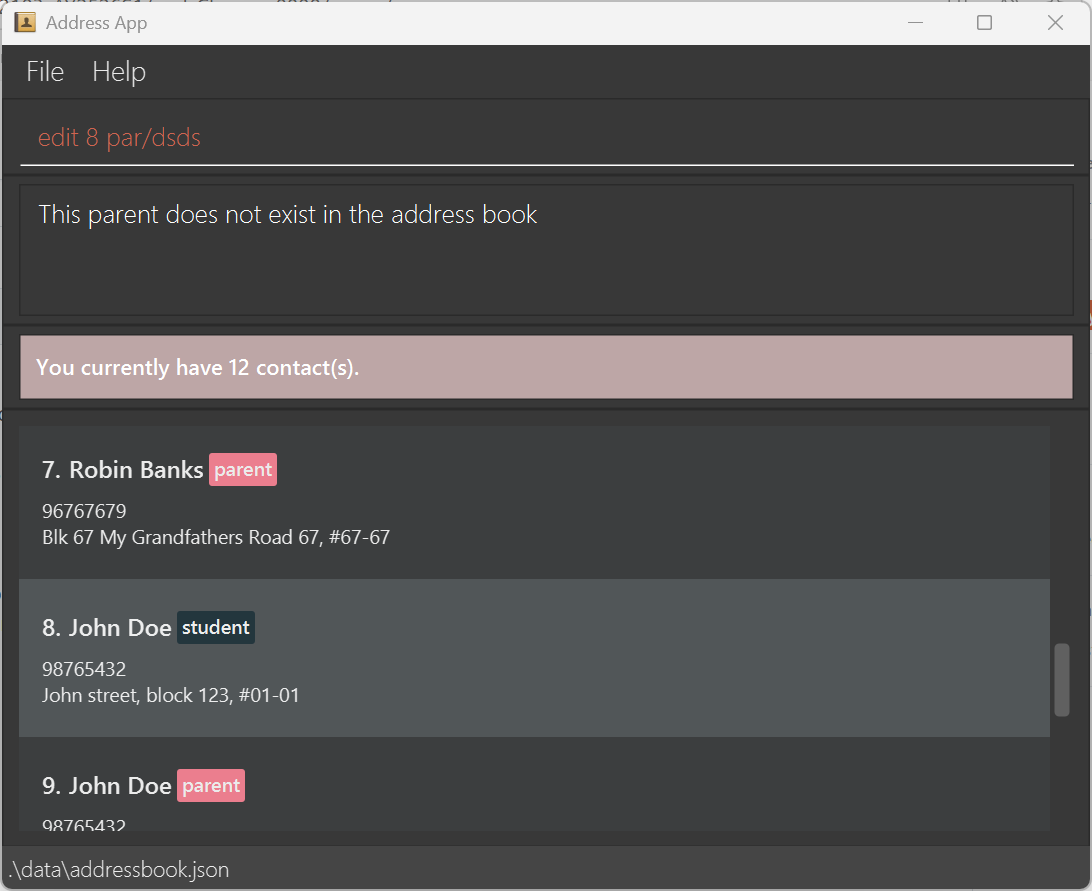 Address App
File Help
edit 8 par/dsds
This parent does not exist in the address book
You currently have 12 contact(s).
7. Robin Banks parent
96767679
Blk 67 My Grandfathers Road 67, #67-67
8. John Doe student
98765432
John street, block 123, #01-01
9. John Doe parent
98765432
.\data\addressbook.json